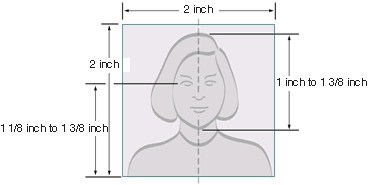 2 inch
2 inch
1 inch to 1 3/8 inch
1 1/8 inch to 1 3/8 inch